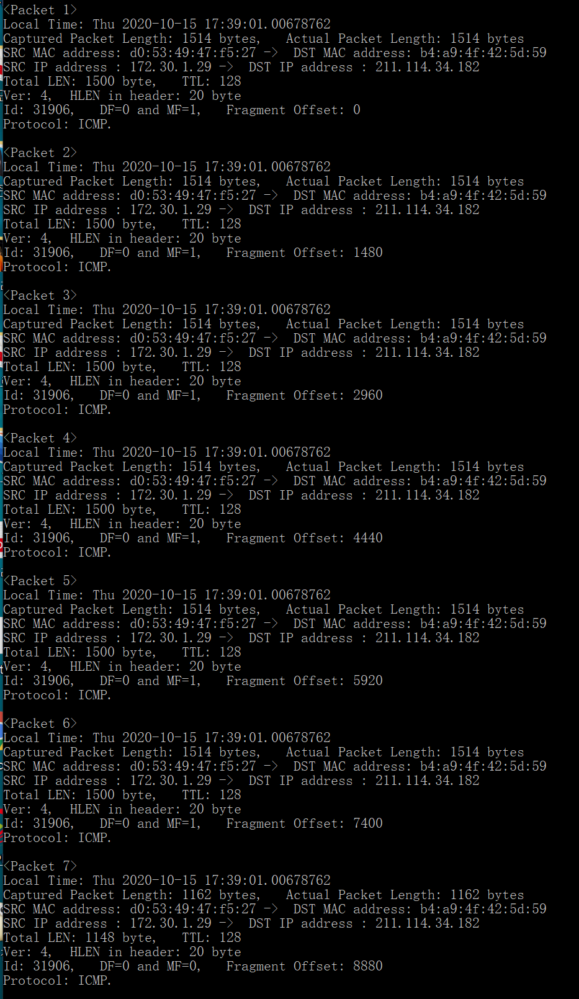 <Packet 1>
Local Time: Thu 2020-10-15 17:39:01.00678762
Captured Packet Length: 1514 bytes,   Actual Packet Length: 1514 bytes
SRC MAC address: d0:53:49:47:f5:27 ->  DST MAC address: b4:a9:4f:42:5d:59
SRC IP address : 172.30.1.29 ->  DST IP address : 211.114.34.182
Total LEN: 1500 byte,   TTL: 128
Ver: 4,  HLEN in header: 20 byte
Id: 31906,   DF=0 and MF=1,   Fragment Offset: 0
Protocol: ICMP.

<Packet 2>
Local Time: Thu 2020-10-15 17:39:01.00678762
Captured Packet Length: 1514 bytes,   Actual Packet Length: 1514 bytes
SRC MAC address: d0:53:49:47:f5:27 ->  DST MAC address: b4:a9:4f:42:5d:59
SRC IP address : 172.30.1.29 ->  DST IP address : 211.114.34.182
Total LEN: 1500 byte,   TTL: 128
Ver: 4,  HLEN in header: 20 byte
Id: 31906,   DF=0 and MF=1,   Fragment Offset: 1480
Protocol: ICMP.

<Packet 3>
Local Time: Thu 2020-10-15 17:39:01.00678762
Captured Packet Length: 1514 bytes,   Actual Packet Length: 1514 bytes
SRC MAC address: d0:53:49:47:f5:27 ->  DST MAC address: b4:a9:4f:42:5d:59
SRC IP address : 172.30.1.29 ->  DST IP address : 211.114.34.182
Total LEN: 1500 byte,   TTL: 128
Ver: 4,  HLEN in header: 20 byte
Id: 31906,   DF=0 and MF=1,   Fragment Offset: 2960
Protocol: ICMP.

<Packet 4>
Local Time: Thu 2020-10-15 17:39:01.00678762
Captured Packet Length: 1514 bytes,   Actual Packet Length: 1514 bytes
SRC MAC address: d0:53:49:47:f5:27 ->  DST MAC address: b4:a9:4f:42:5d:59
SRC IP address : 172.30.1.29 ->  DST IP address : 211.114.34.182
Total LEN: 1500 byte,   TTL: 128
Ver: 4,  HLEN in header: 20 byte
Id: 31906,   DF=0 and MF=1,   Fragment Offset: 4440
Protocol: ICMP.

<Packet 5>
Local Time: Thu 2020-10-15 17:39:01.00678762
Captured Packet Length: 1514 bytes,   Actual Packet Length: 1514 bytes
SRC MAC address: d0:53:49:47:f5:27 ->  DST MAC address: b4:a9:4f:42:5d:59
SRC IP address : 172.30.1.29 ->  DST IP address : 211.114.34.182
Total LEN: 1500 byte,   TTL: 128
Ver: 4,  HLEN in header: 20 byte
Id: 31906,   DF=0 and MF=1,   Fragment Offset: 5920
Protocol: ICMP.

<Packet 6>
Local Time: Thu 2020-10-15 17:39:01.00678762
Captured Packet Length: 1514 bytes,   Actual Packet Length: 1514 bytes
SRC MAC address: d0:53:49:47:f5:27 ->  DST MAC address: b4:a9:4f:42:5d:59
SRC IP address : 172.30.1.29 ->  DST IP address : 211.114.34.182
Total LEN: 1500 byte,   TTL: 128
Ver: 4,  HLEN in header: 20 byte
Id: 31906,   DF=0 and MF=1,   Fragment Offset: 7400
Protocol: ICMP.

<Packet 7>
Local Time: Thu 2020-10-15 17:39:01.00678762
Captured Packet Length: 1162 bytes,   Actual Packet Length: 1162 bytes
SRC MAC address: d0:53:49:47:f5:27 ->  DST MAC address: b4:a9:4f:42:5d:59
SRC IP address : 172.30.1.29 ->  DST IP address : 211.114.34.182
Total LEN: 1148 byte,   TTL: 128
Ver: 4,  HLEN in header: 20 byte
Id: 31906,   DF=0 and MF=0,   Fragment Offset: 8880
Protocol: ICMP.